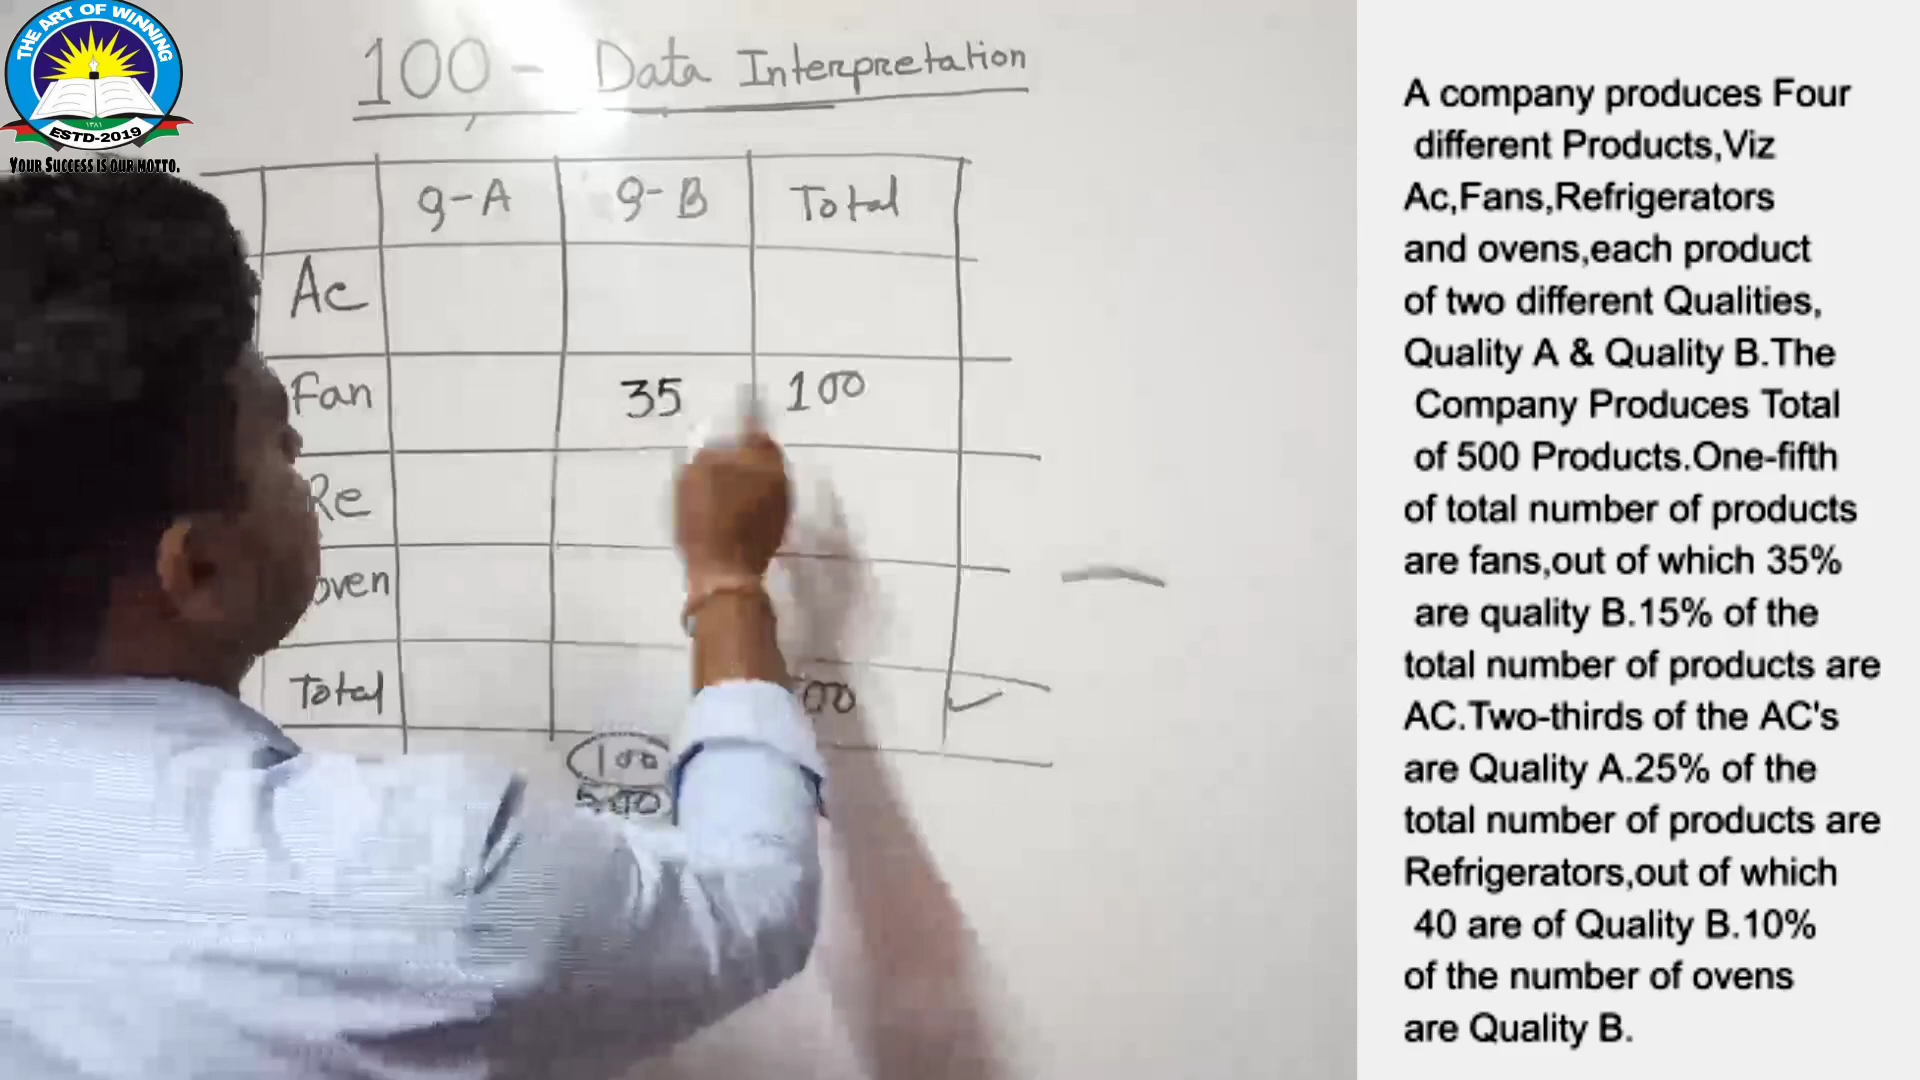 THE ART OF WINNING
١٣٨١
ESTD-2019
YOUR SUCCESS IS OUR MOTTO.
100 - Data Interpretation
Q-A Q-B Total
Ac
Fan 35 100
Re
oven
Total 00
100
500
A company produces Four
different Products,Viz
Ac,Fans,Refrigerators
and ovens,each product
of two different Qualities,
Quality A & Quality B.The
Company Produces Total
of 500 Products.One-fifth
of total number of products
are fans,out of which 35%
are quality B.15% of the
total number of products are
AC.Two-thirds of the AC's
are Quality A.25% of the
total number of products are
Refrigerators,out of which
40 are of Quality B.10%
of the number of ovens
are Quality B.